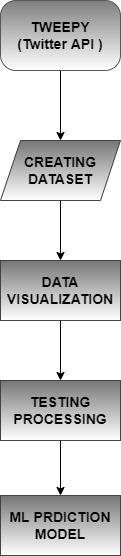 TWEEPY
(Twitter API )
CREATING
DATASET
DATA
VISUALIZATION
TESTING
PROCESSING
ML PRDICTION
MODEL